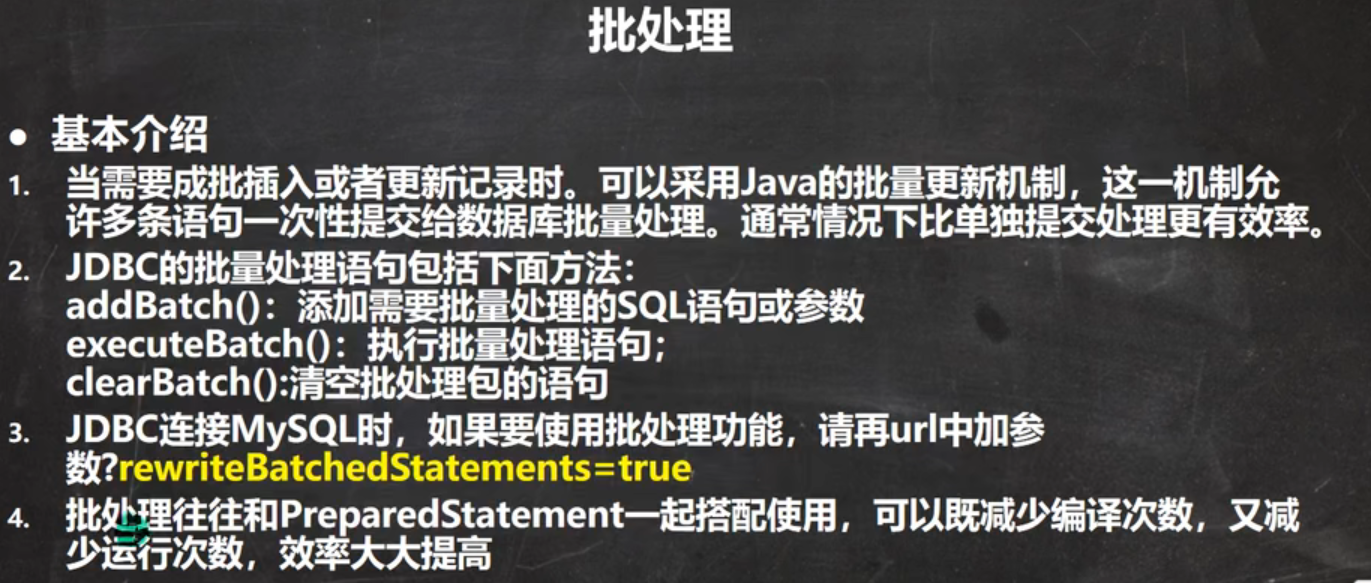 批处理
● 基本介绍
1. 当需要成批插入或者更新记录时。可以采用Java的批量更新机制，这一机制允
许多条语句一次性提交给数据库批量处理。通常情况下比单独提交处理更有效率。
2. JDBC的批量处理语句包括下面方法：
addBatch()：添加需要批量处理的SQL语句或参数
executeBatch()：执行批量处理语句；
clearBatch():清空批处理包的语句
3. JDBC连接MySQL时，如果要使用批处理功能，请再url中加参
数?rewriteBatchedStatements=true
4. 批处理往往和PreparedStatement一起搭配使用，可以既减少编译次数，又减
少运行次数，效率大大提高